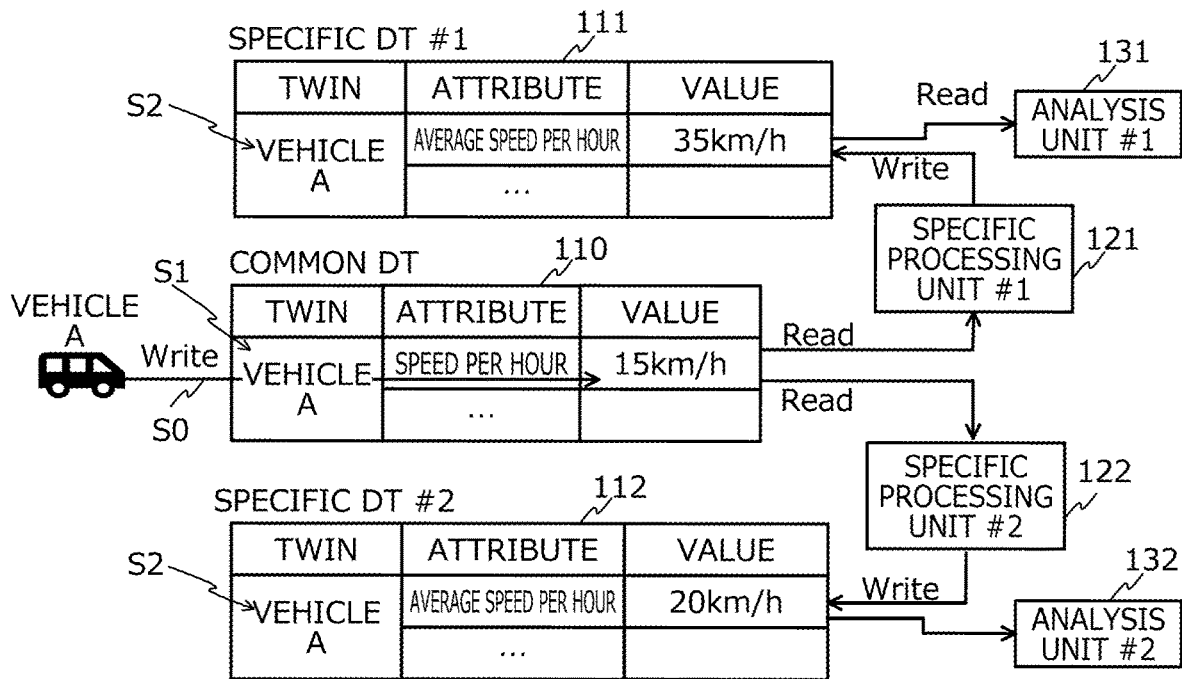 SPECIFIC DT #1
111
TWIN ATTRIBUTE VALUE
S2
VEHICLE
A
AVERAGE SPEED PER HOUR 35km/h
...
Read
Write
131
ANALYSIS
UNIT #1
SPECIFIC
PROCESSING
UNIT #1
121
COMMON DT
110
S1
TWIN ATTRIBUTE VALUE
VEHICLE
A
Write
S0
VEHICLE
A
SPEED PER HOUR 15km/h
...
Read
Read
SPECIFIC
PROCESSING
UNIT #2
122
SPECIFIC DT #2
112
TWIN ATTRIBUTE VALUE
S2
VEHICLE
A
AVERAGE SPEED PER HOUR 20km/h
...
Write
132
ANALYSIS
UNIT #2